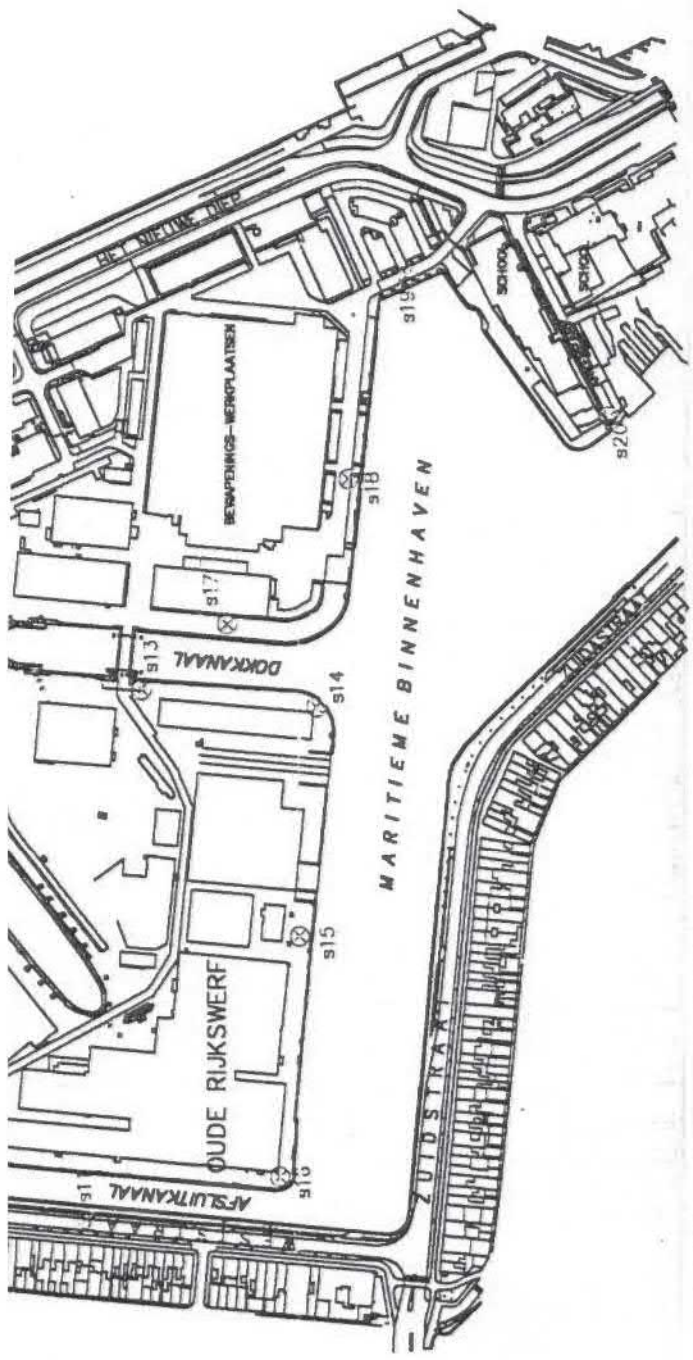 HET NIEUWE DIEP
SCHOOL
SCHOOL
s19
BEWAPENINGS-WERKPLAATSEN
s20
s18
s17
MARITIEME BINNENHAVEN
DOKKANAAL
s13
s14
ZUIDSTRAAT
s15
OUDE RIJKSWERF
ZUIDSTRAAT
s16
AFSLUITKANAAL